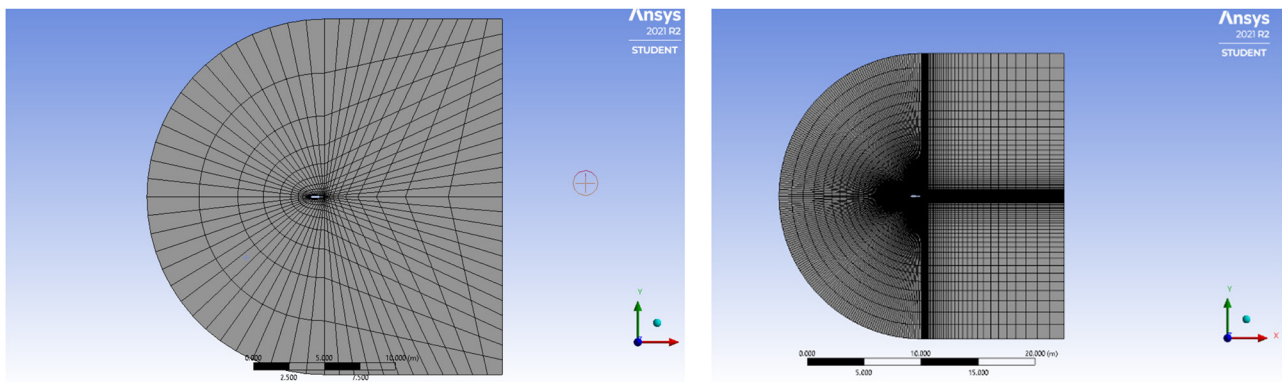 Ansys
2021 R2
STUDENT
Y
0.000 5.000 10.000 (m)
2.500 7.500
Ansys
2021 R2
STUDENT
Y
X
0.000 10.000 20.000 (m)
5.000 15.000